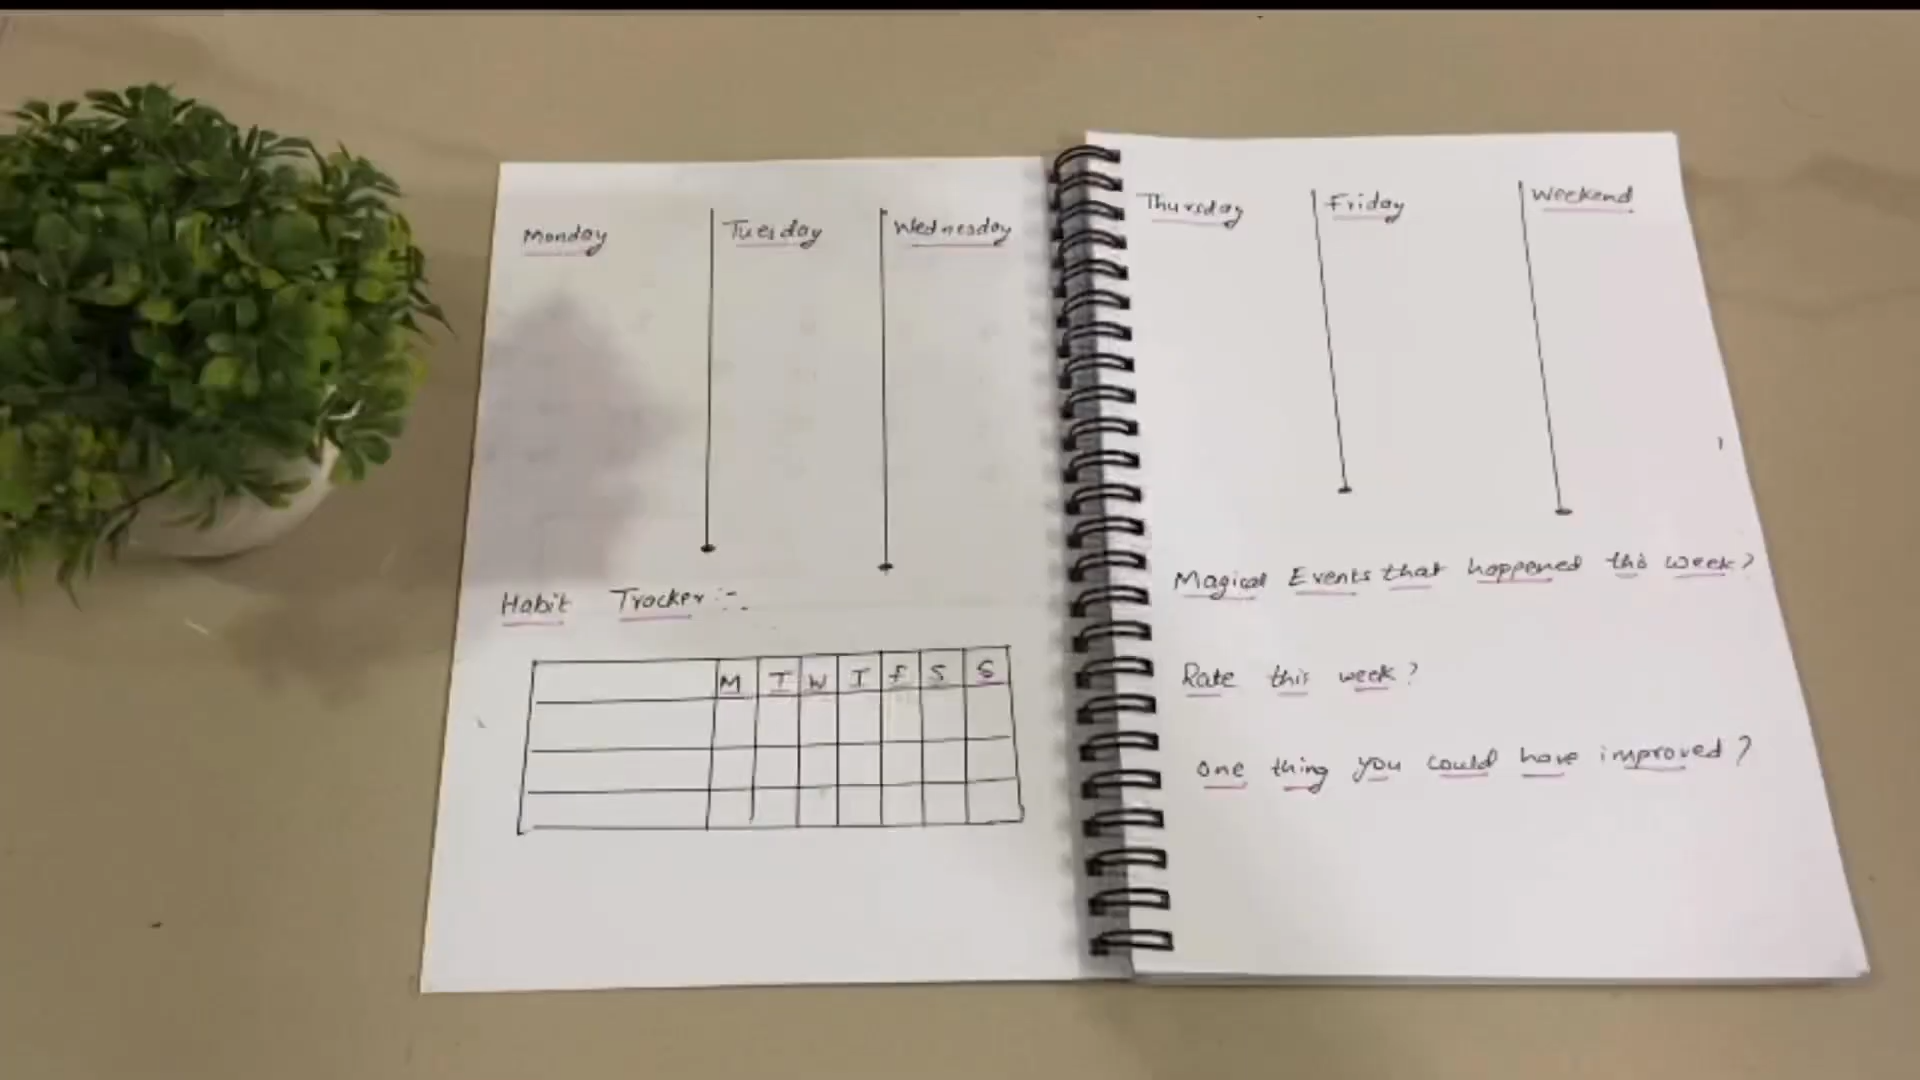 Monday Tuesday Wednesday
Habit Tracker :-
M T W T F S S
Thursday Friday Weekend
Magical Events that happened this week?
Rate this week?
One thing you could have improved?